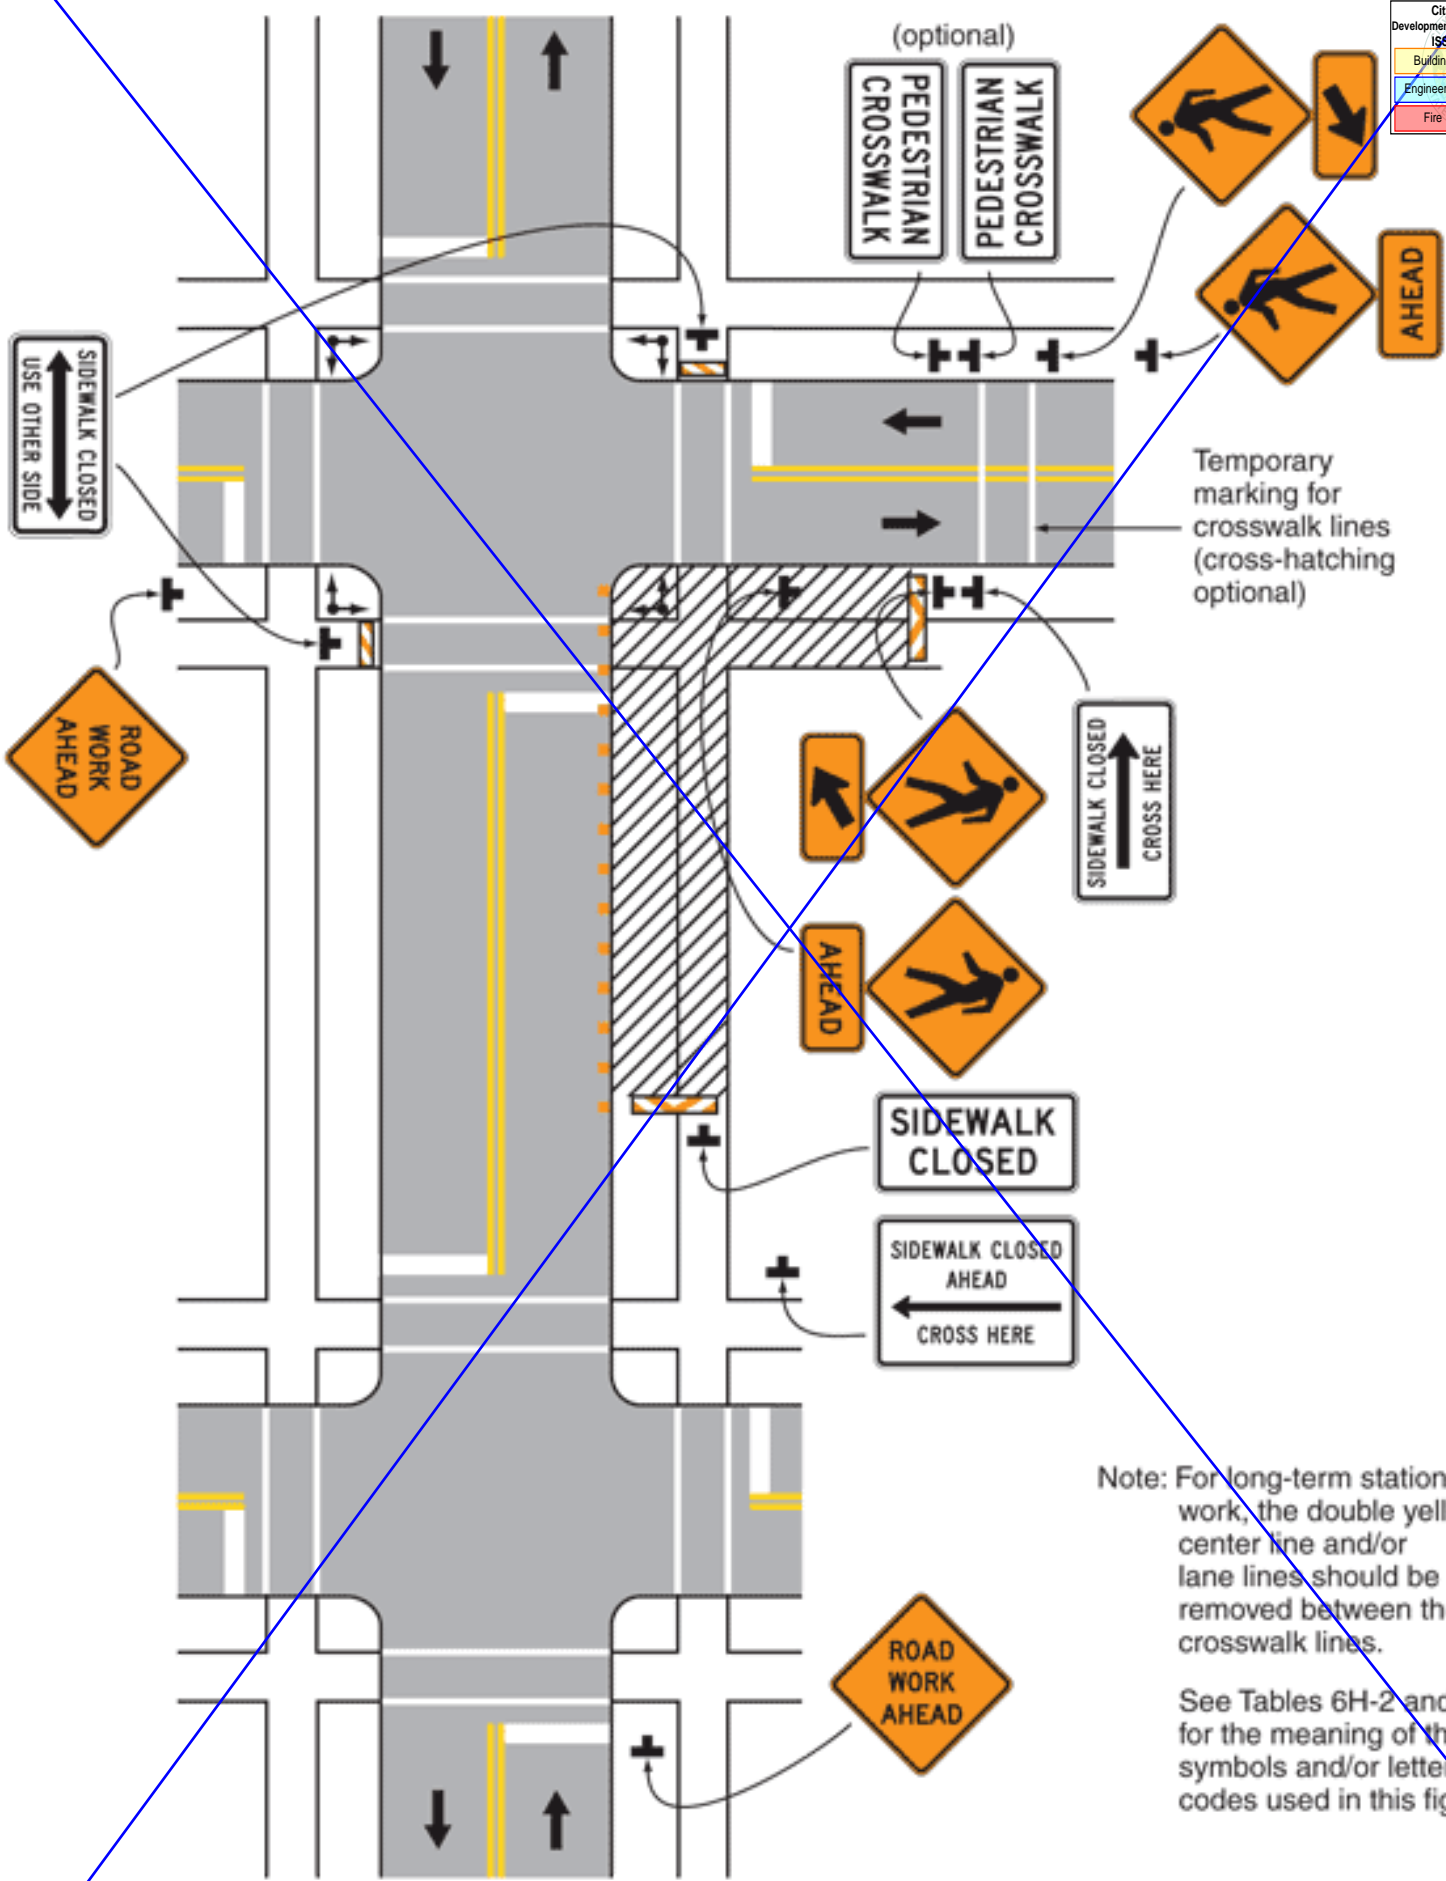 (optional)
PEDESTRIAN
CROSSWALK
PEDESTRIAN
CROSSWALK
AHEAD
Fire
SIDEWALK CLOSED
USE OTHER SIDE
Temporary
marking for
crosswalk lines
(cross-hatching
optional)
ROAD
WORK
AHEAD
SIDEWALK CLOSED
CROSS HERE
AHEAD
SIDEWALK
CLOSED
SIDEWALK CLOSED
AHEAD
CROSS HERE
Note: For long-term station
work, the double yell
center line and/or
lane lines should be
removed between th
crosswalk lines.
ROAD
WORK
AHEAD
See Tables 6H-2 and
for the meaning of th
symbols and/or letter
codes used in this fig